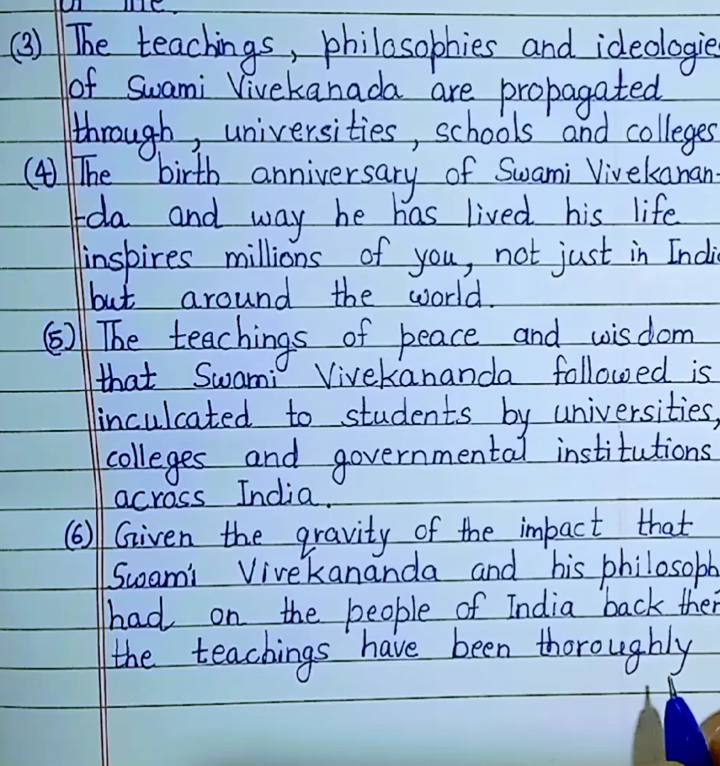 (3) The teachings, philosophies and ideologie
of Swami Vivekanada are propagated
through, universities, schools and colleges
(4) The birth anniversary of Swami Vivekanan-
-da and way he has lived his life
inspires millions of you, not just in Indi
but around the world.
(5) The teachings of peace and wisdom
that Swami Vivekananda followed is
inculcated to students by universities,
colleges and governmental institutions
across India.
(6) Given the gravity of the impact that
Swami Vivekananda and his philosoph
had on the people of India back then
the teachings have been thoroughly